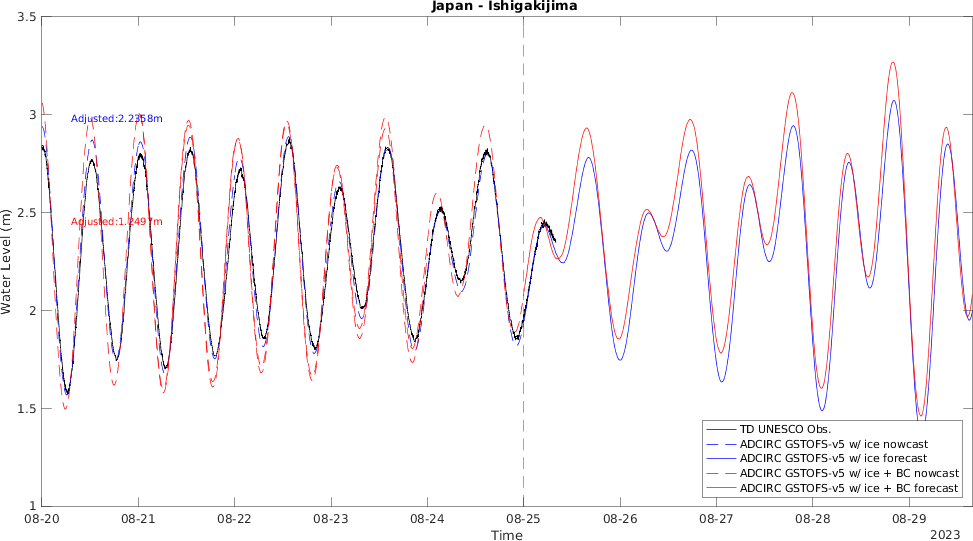 Japan - Ishigakijima
3.5
3
2.5
2
1.5
1
Water Level (m)
Adjusted:2.2358m
Adjusted:1.2497m
TD UNESCO Obs.
ADCIRC GSTOFS-v5 w/ ice nowcast
ADCIRC GSTOFS-v5 w/ ice forecast
ADCIRC GSTOFS-v5 w/ ice + BC nowcast
ADCIRC GSTOFS-v5 w/ ice + BC forecast
08-20 08-21 08-22 08-23 08-24 08-25 08-26 08-27 08-28 08-29
Time
2023